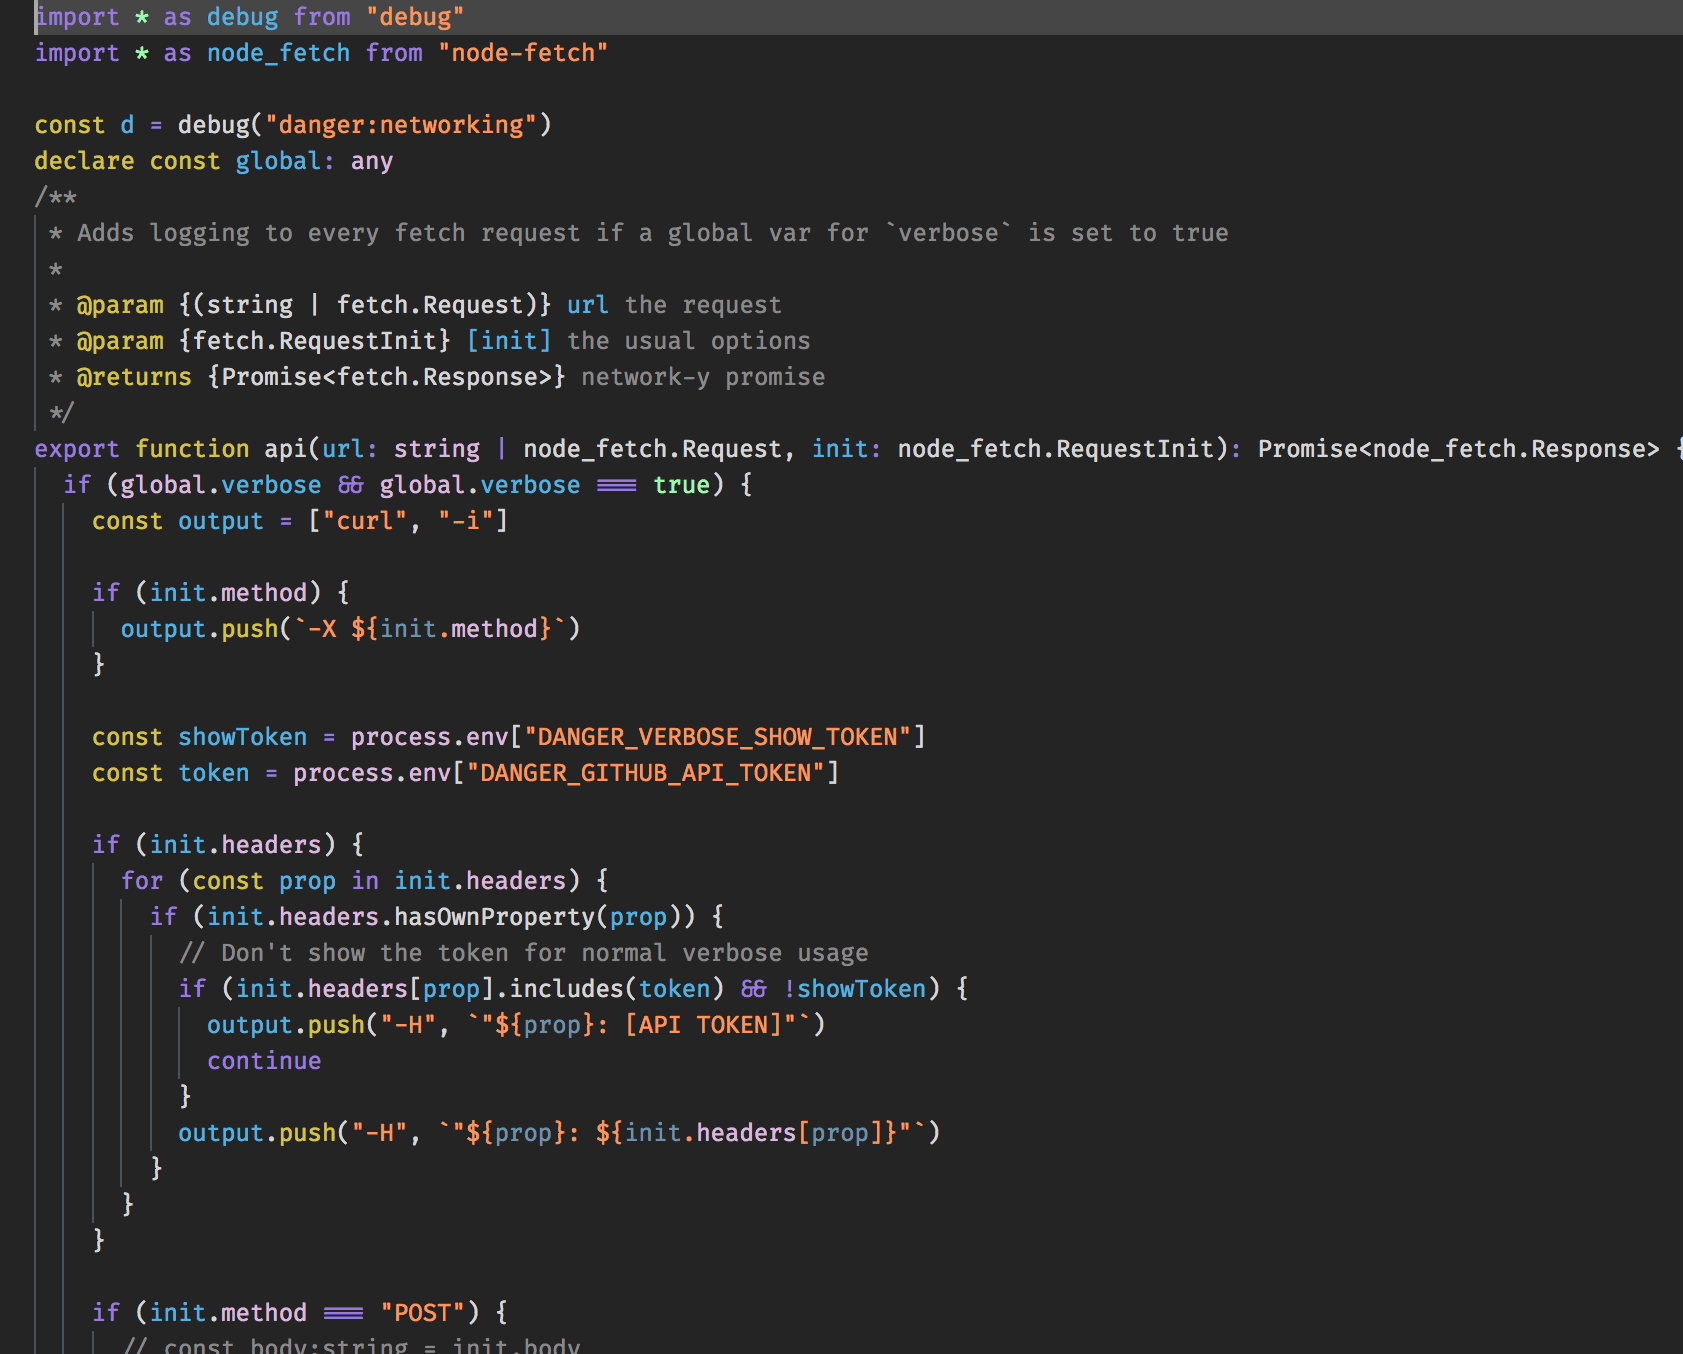 import * as debug from "debug"
import * as node_fetch from "node-fetch"
const d = debug("danger:networking")
declare const global: any
/**
* Adds logging to every fetch request if a global var for `verbose` is set to true
*
* @param {(string | fetch.Request)} url the request
* @param {fetch.RequestInit} [init] the usual options
* @returns {Promise<fetch.Response>} network-y promise
*/
export function api(url: string | node_fetch.Request, init: node_fetch.RequestInit): Promise<node_fetch.Response> {
if (global.verbose && global.verbose === true) {
const output = ["curl", "-i"]
if (init.method) {
output.push(`-X ${init.method}`)
}
const showToken = process.env["DANGER_VERBOSE_SHOW_TOKEN"]
const token = process.env["DANGER_GITHUB_API_TOKEN"]
if (init.headers) {
for (const prop in init.headers) {
if (init.headers.hasOwnProperty(prop)) {
// Don't show the token for normal verbose usage
if (init.headers[prop].includes(token) && !showToken) {
output.push("-H", `"${prop}: [API TOKEN]"`)
continue
}
output.push("-H", `"${prop}: ${init.headers[prop]}"`)
}
}
}
if (init.method === "POST") {
// const body:string = init.body